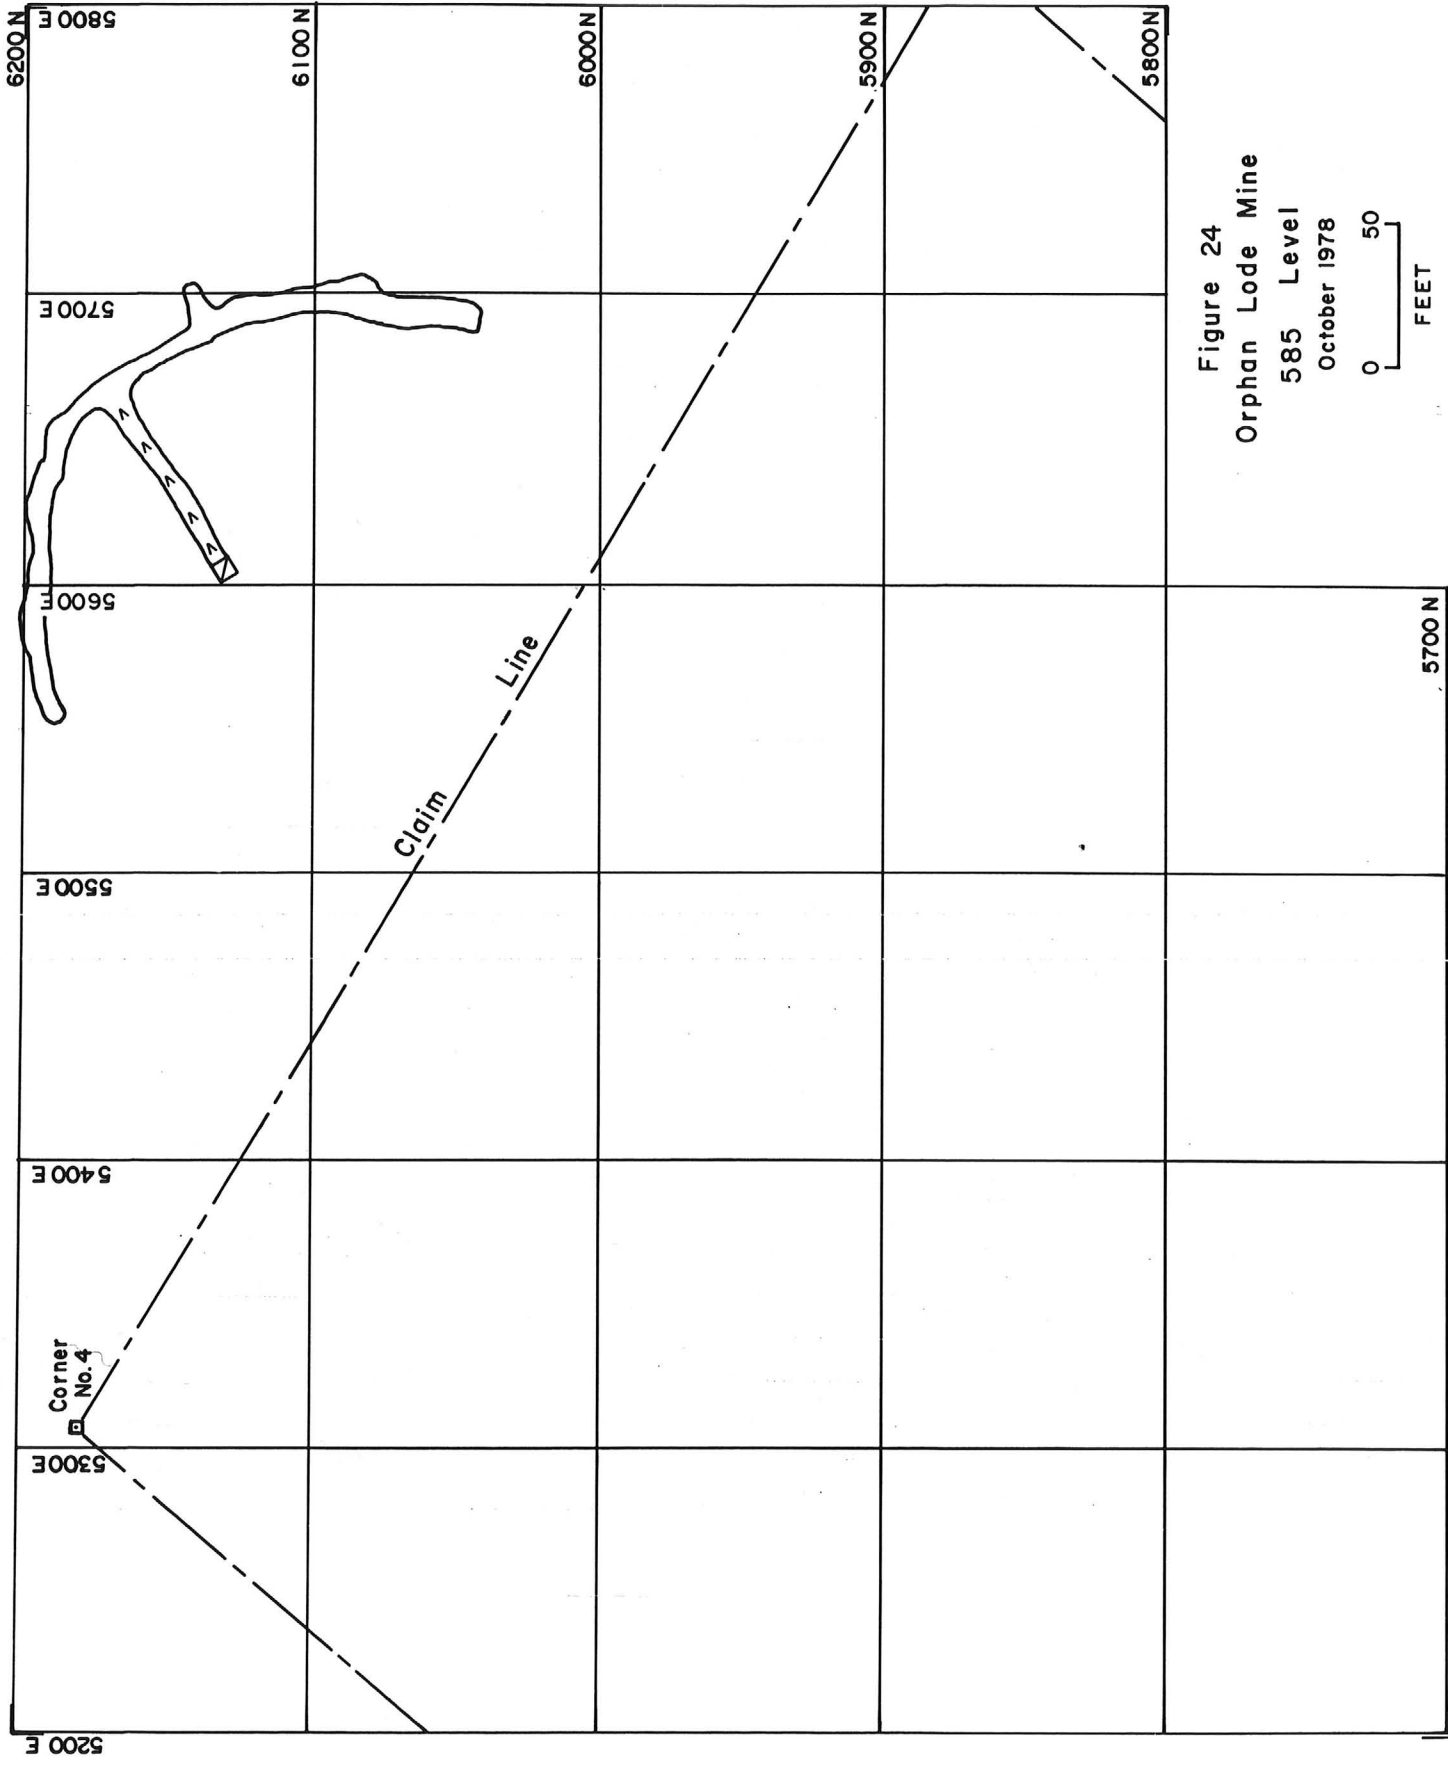 6200 N
6100 N
6000 N
5900 N
5800 N
5700 N
5800 E
5700 E
5600 E
5500 E
5400 E
5300 E
5200 E
Corner
No. 4
Claim Line
Figure 24
Orphan Lode Mine
585 Level
October 1978
0 50
FEET